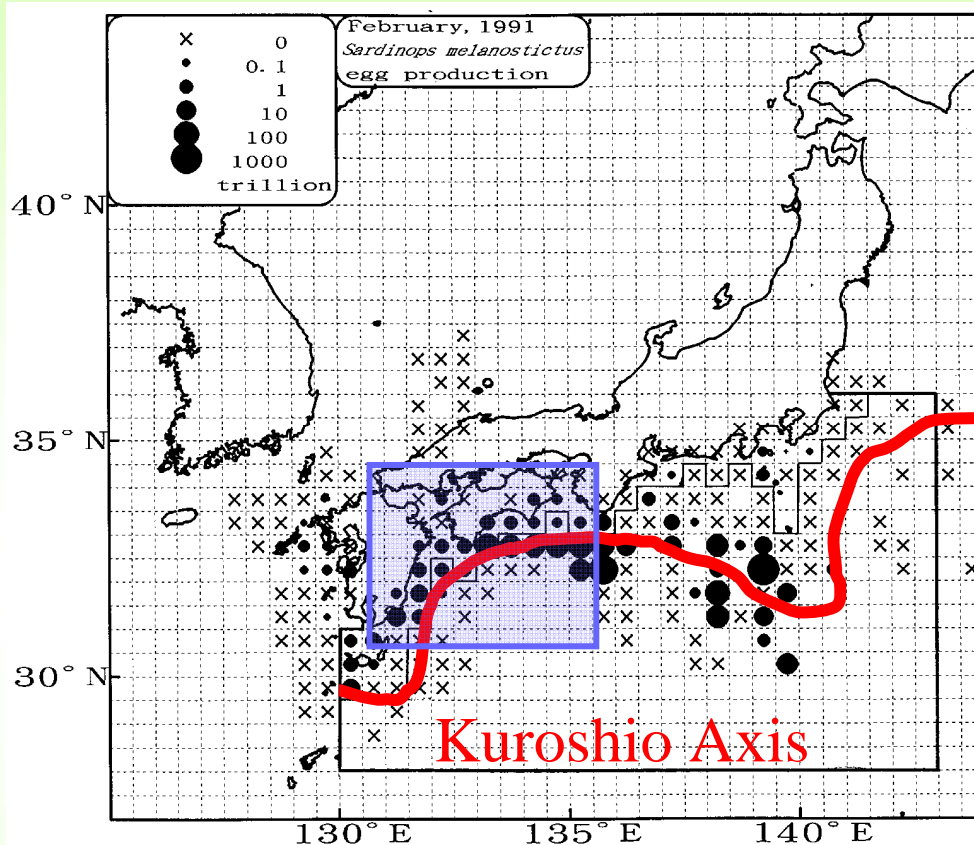 × 0
0.1
1
10
100
1000
trillion
February, 1991
Sardinops melanostictus
egg production
40°N
35°N
30°N
Kuroshio Axis
130°E 135°E 140°E